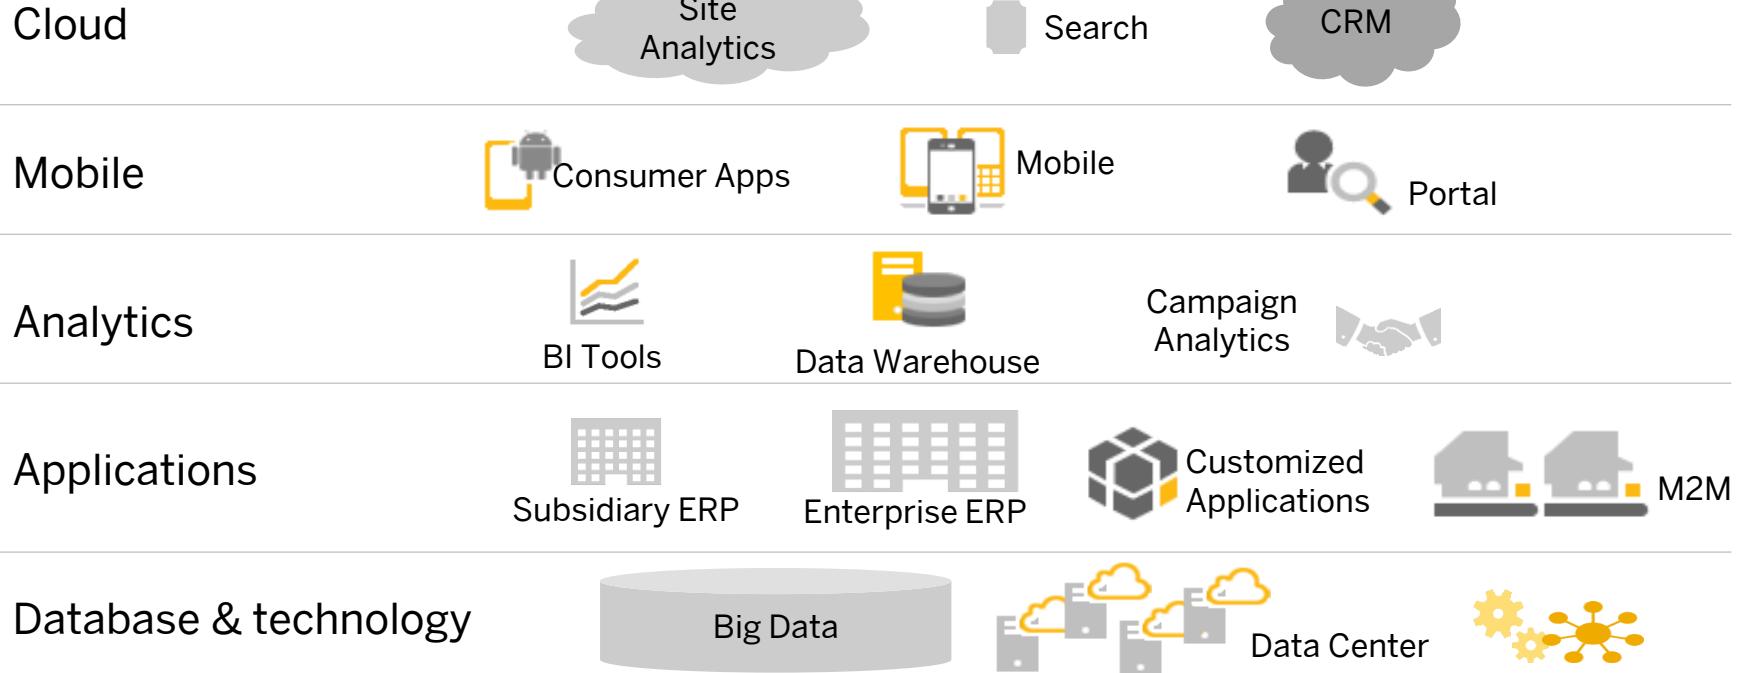 Cloud
Site
Analytics
Search
CRM
Mobile
Consumer Apps
Mobile
Portal
Analytics
BI Tools
Data Warehouse
Campaign
Analytics
Applications
Subsidiary ERP
Enterprise ERP
Customized
Applications
M2M
Database & technology
Big Data
Data Center